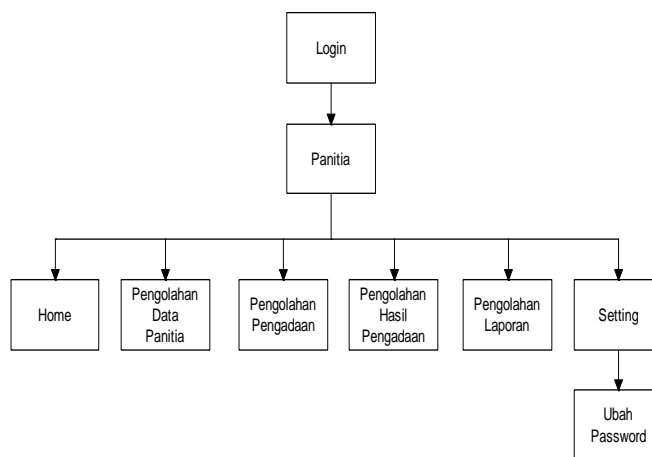 Login
Panitia
Home
Pengolahan
Data
Panitia
Pengolahan
Pengadaan
Pengolahan
Hasil
Pengadaan
Pengolahan
Laporan
Setting
Ubah
Password